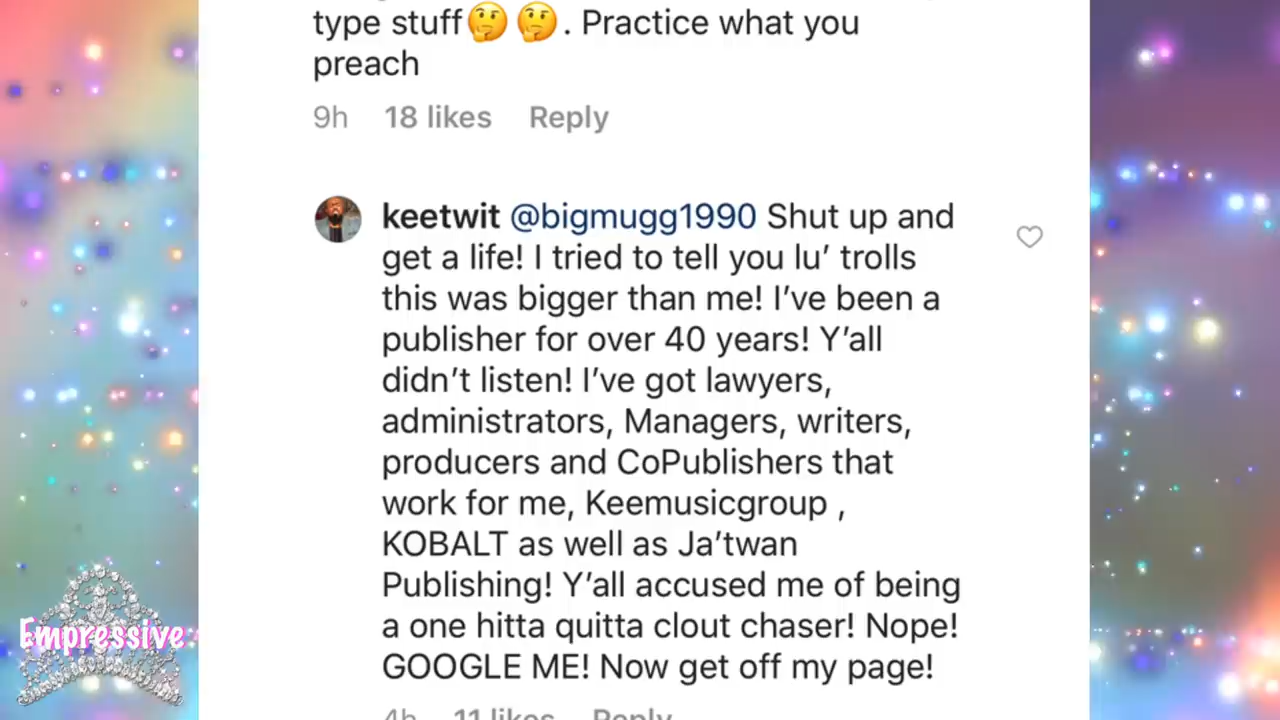 type stuff🤔🤔. Practice what you
preach
9h 18 likes Reply
keetwit @bigmugg1990 Shut up and
get a life! I tried to tell you lu’ trolls
this was bigger than me! I’ve been a
publisher for over 40 years! Y’all
didn’t listen! I’ve got lawyers,
administrators, Managers, writers,
producers and CoPublishers that
work for me, Keemusicgroup ,
KOBALT as well as Ja’twan
Publishing! Y’all accused me of being
a one hitta quitta clout chaser! Nope!
GOOGLE ME! Now get off my page!
4h 11 likes Reply
Empressive